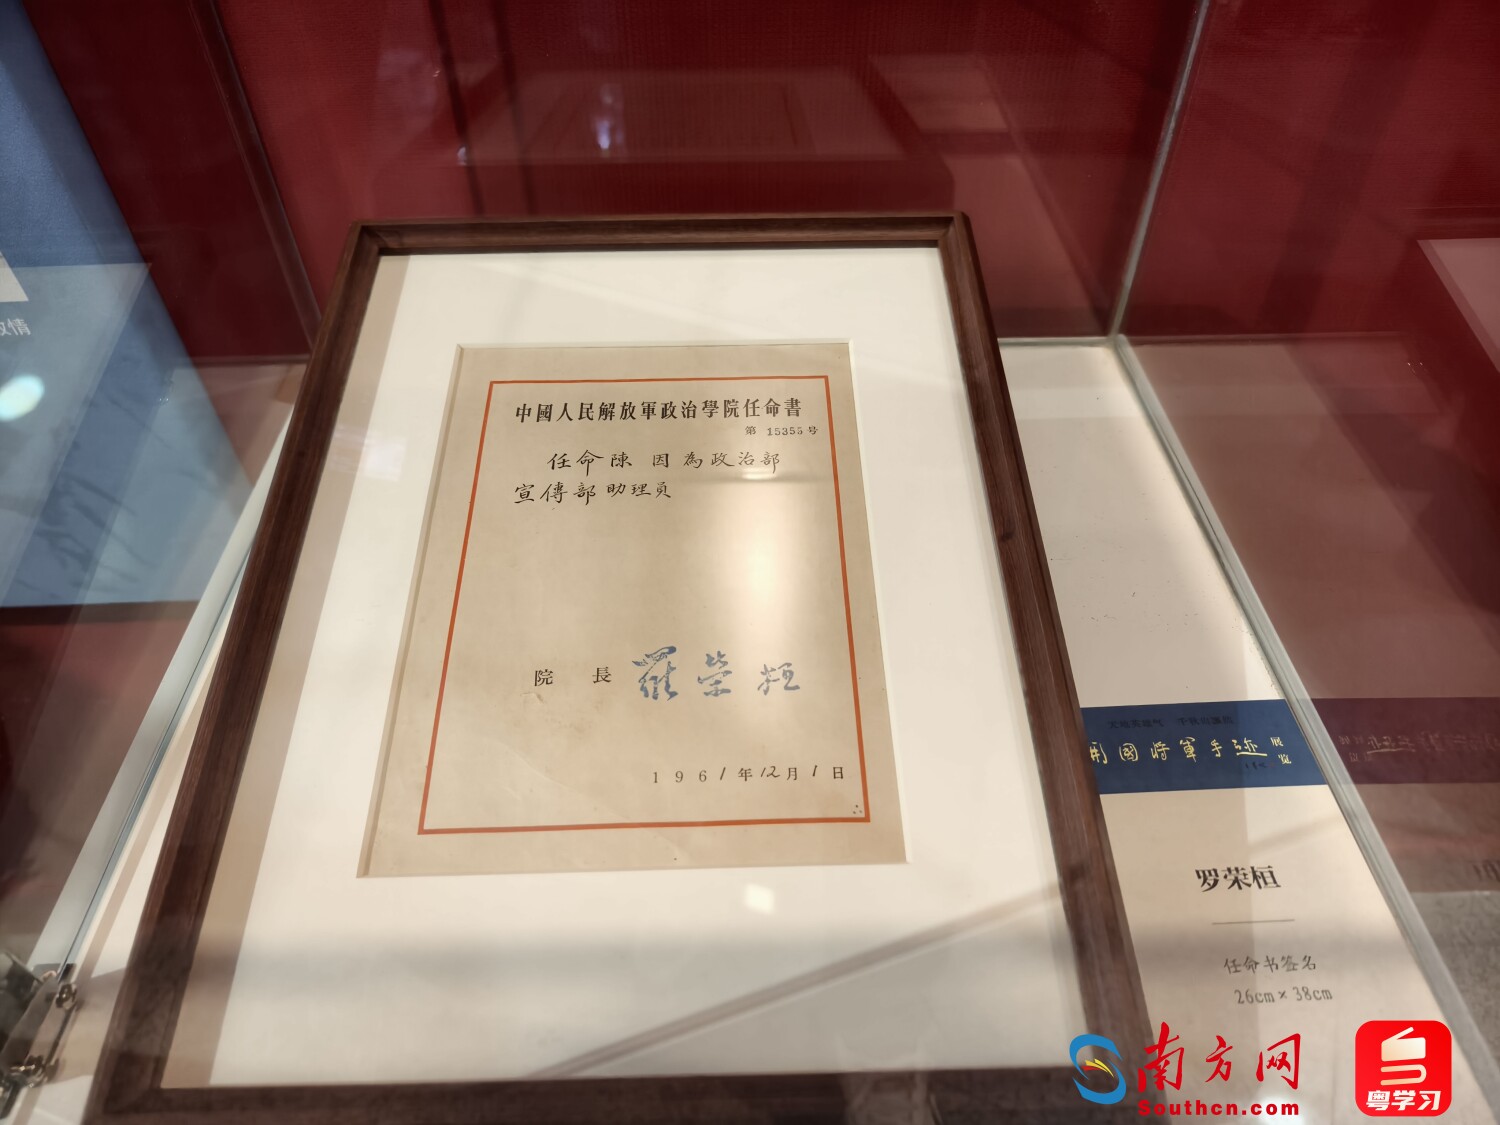 中國人民解放軍政治學院任命書
第 15355 号
任命陳 因 為政治部
宣傳部助理員
院 長 羅榮桓
1961年12月1日
開國將軍手迹展览
罗荣桓
任命书签名
26cm×38cm
南方网
Southcn.com
粤学习